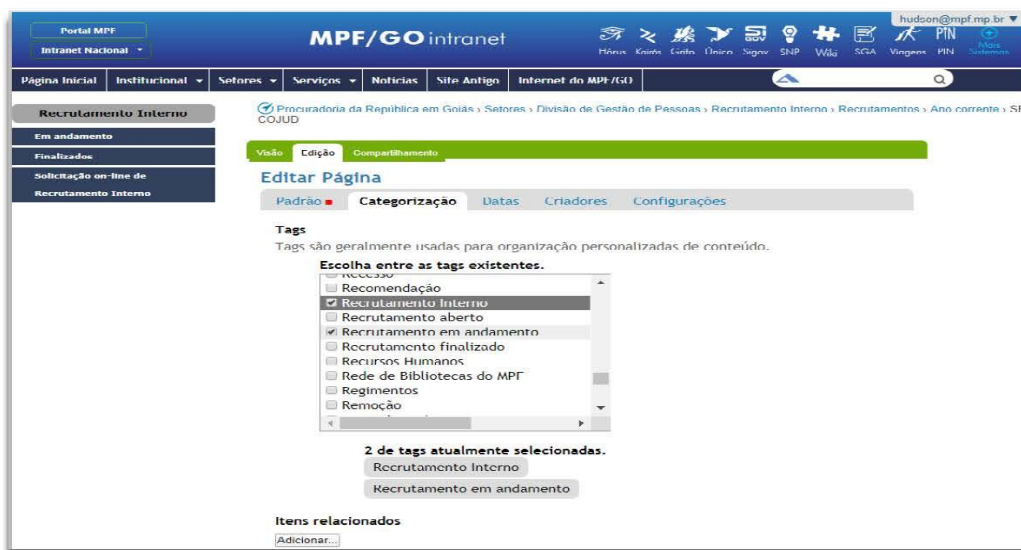 hudson@mpf.mp.br ▼
Portal MPF
Intranet Nacional
MPF/GO intranet
Hórus Kairós Grifo Único Sigov SNP Wiki SGA Viagens PIN Mais Sistemas
Página Inicial Institucional Setores Serviços Notícias Site Antigo Internet do MPF/GO
Recrutamento Interno
Em andamento
Finalizados
Solicitação on-line de
Recrutamento Interno
Procuradoria da República em Goiás › Setores › Divisão de Gestão de Pessoas › Recrutamento Interno › Recrutamentos › Ano corrente ›
COJUD
Visão Edição Compartilhamento
Editar Página
Padrão Categorização Datas Criadores Configurações
Tags
Tags são geralmente usadas para organização personalizadas de conteúdo.
Escolha entre as tags existentes.
Recesso
Recomendação
Recrutamento Interno
Recrutamento aberto
Recrutamento em andamento
Recrutamento finalizado
Recursos Humanos
Rede de Bibliotecas do MPF
Regimentos
Remoção
2 de tags atualmente selecionadas.
Recrutamento Interno
Recrutamento em andamento
Itens relacionados
Adicionar...